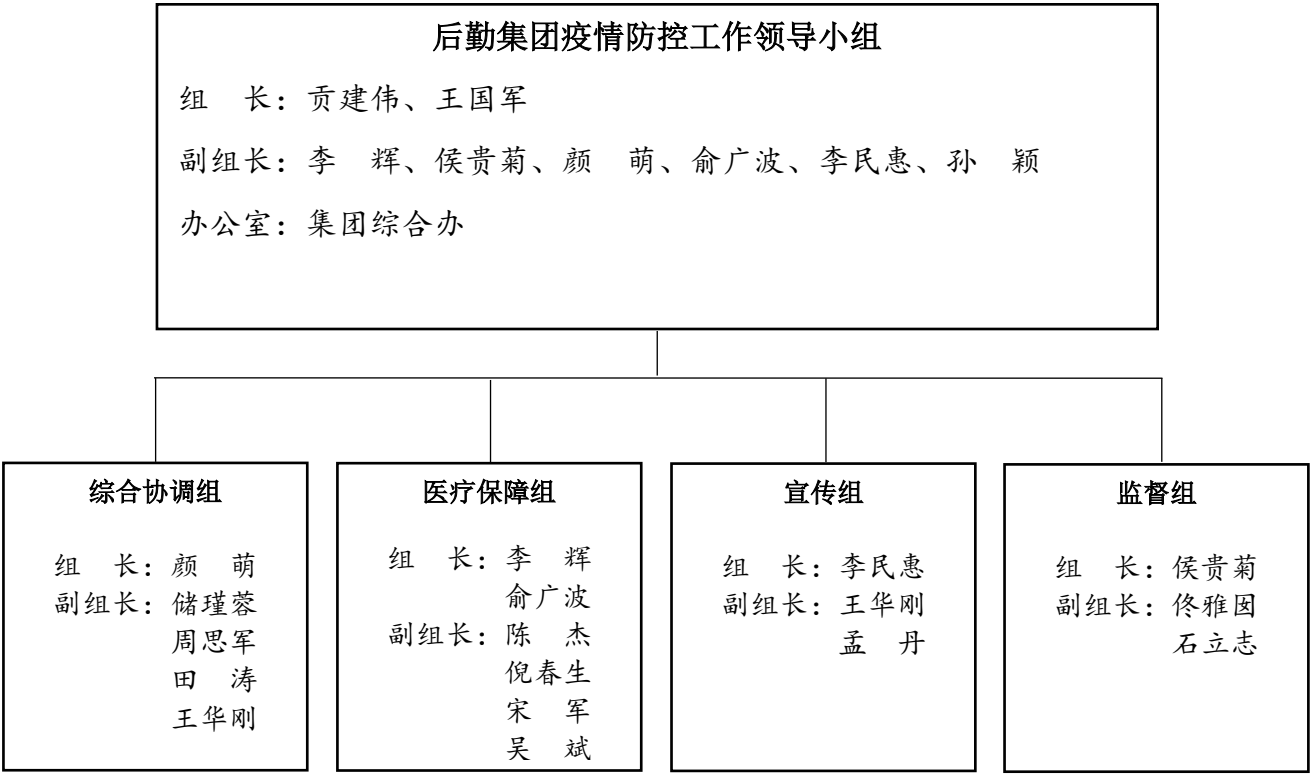 后勤集团疫情防控工作领导小组
组　长：贡建伟、王国军
副组长：李　辉、侯贵菊、颜　萌、俞广波、李民惠、孙　颖
办公室：集团综合办
综合协调组
组　长：颜　萌
副组长：储瑾蓉
周思军
田　涛
王华刚
医疗保障组
组　长：李　辉
俞广波
副组长：陈　杰
倪春生
宋　军
吴　斌
宣传组
组　长：李民惠
副组长：王华刚
孟　丹
监督组
组　长：侯贵菊
副组长：佟雅囡
石立志